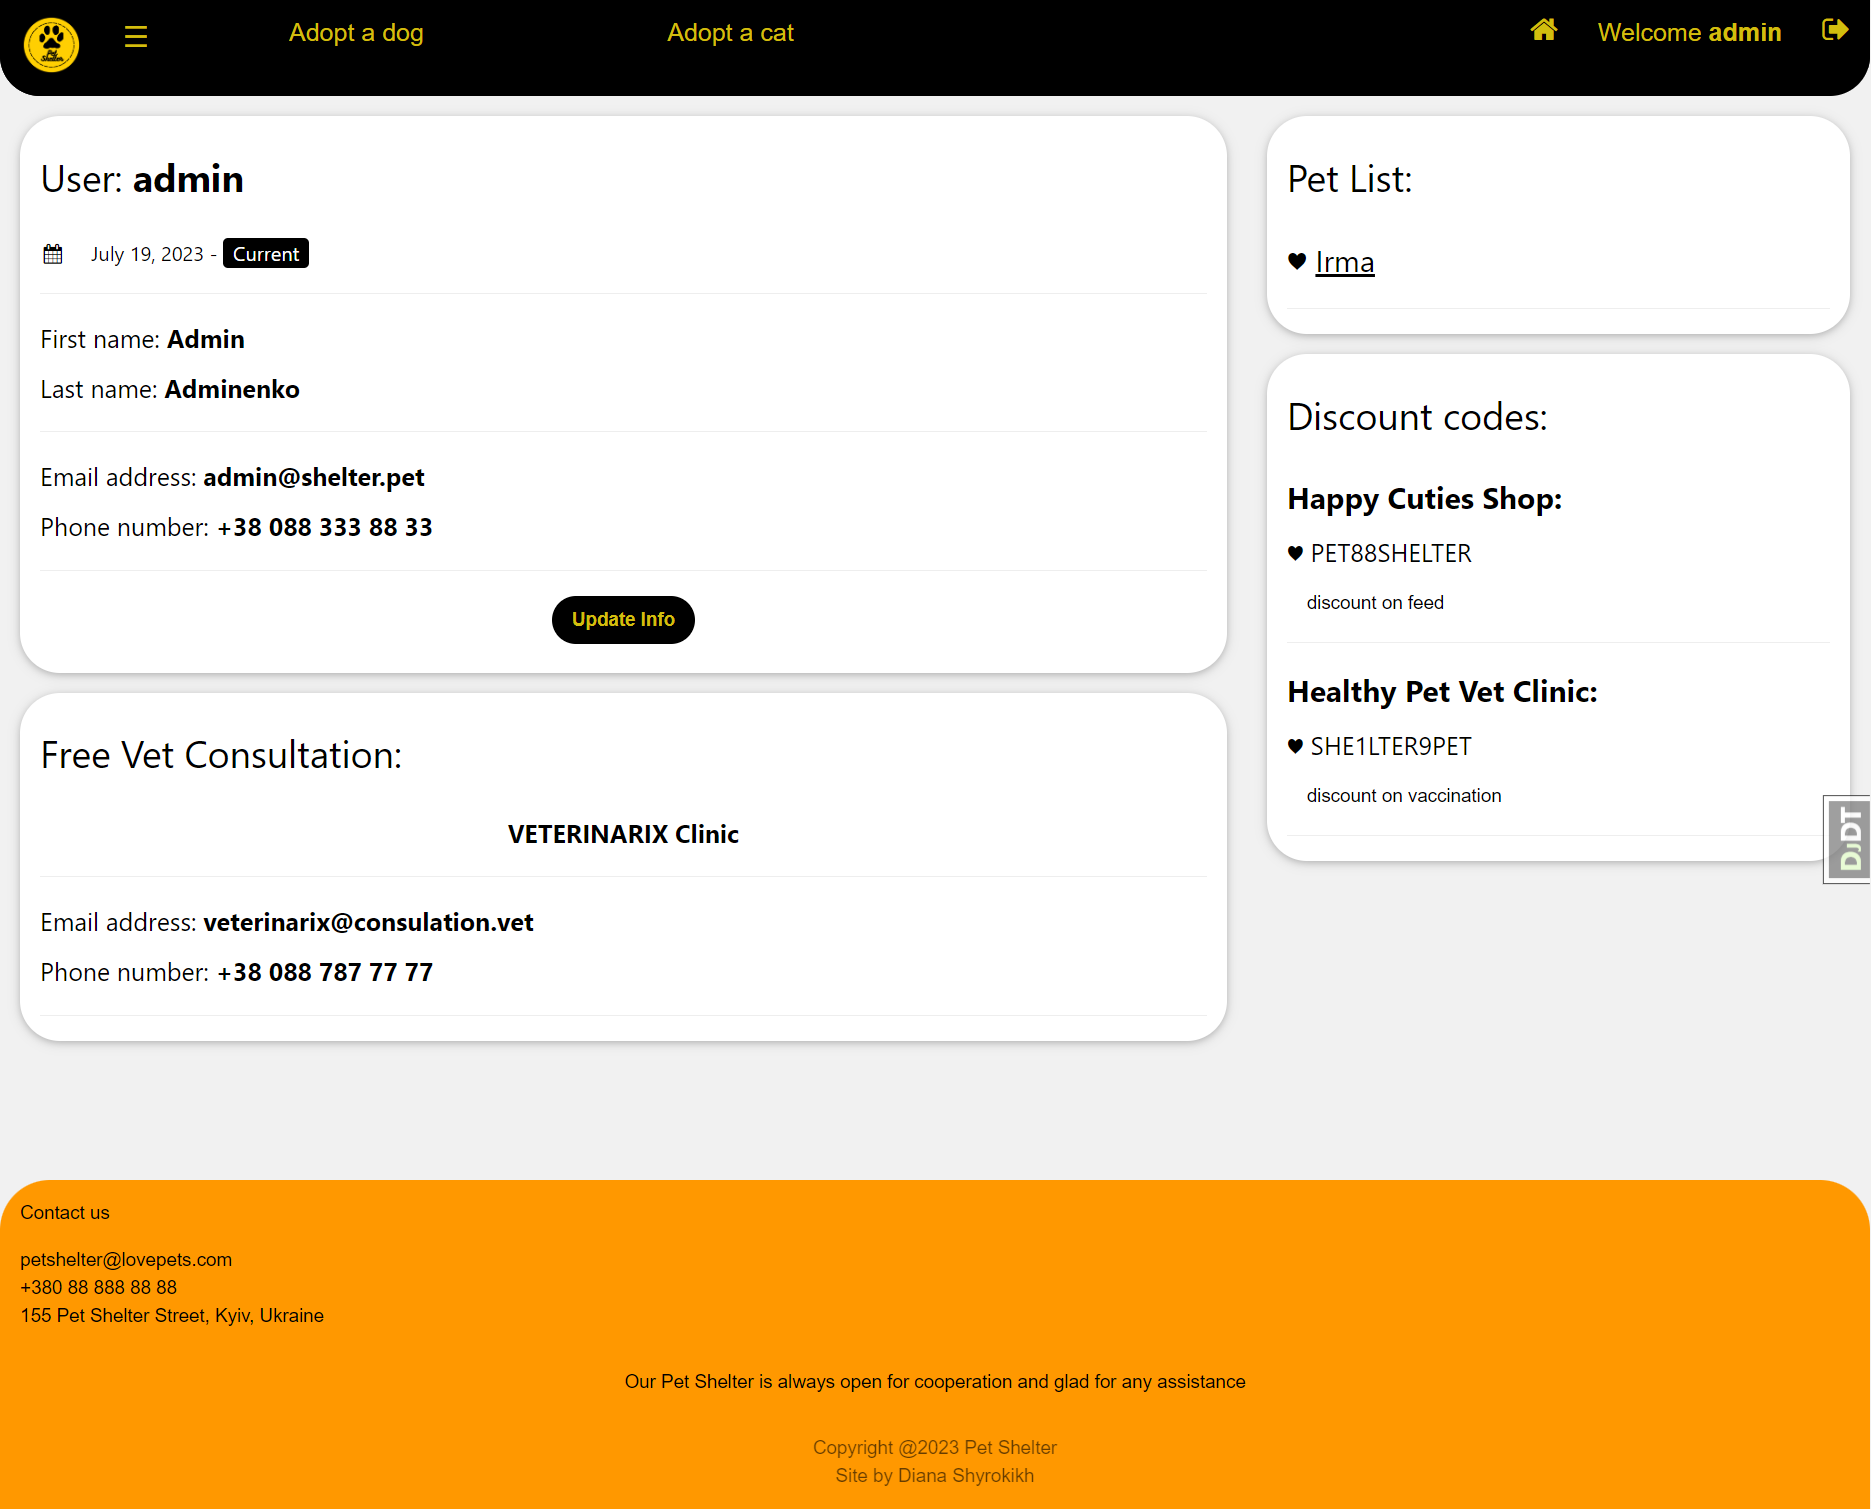 Pet
Shelter
Adopt a dog
Adopt a cat
Welcome admin
User: admin
July 19, 2023 - Current
First name: Admin
Last name: Adminenko
Email address: admin@shelter.pet
Phone number: +38 088 333 88 33
Update Info
Free Vet Consultation:
VETERINARIX Clinic
Email address: veterinarix@consulation.vet
Phone number: +38 088 787 77 77
Pet List:
Irma
Discount codes:
Happy Cuties Shop:
PET88SHELTER
discount on feed
Healthy Pet Vet Clinic:
SHE1LTER9PET
discount on vaccination
DJDT
Contact us
petshelter@lovepets.com
+380 88 888 88 88
155 Pet Shelter Street, Kyiv, Ukraine
Our Pet Shelter is always open for cooperation and glad for any assistance
Copyright @2023 Pet Shelter
Site by Diana Shyrokikh